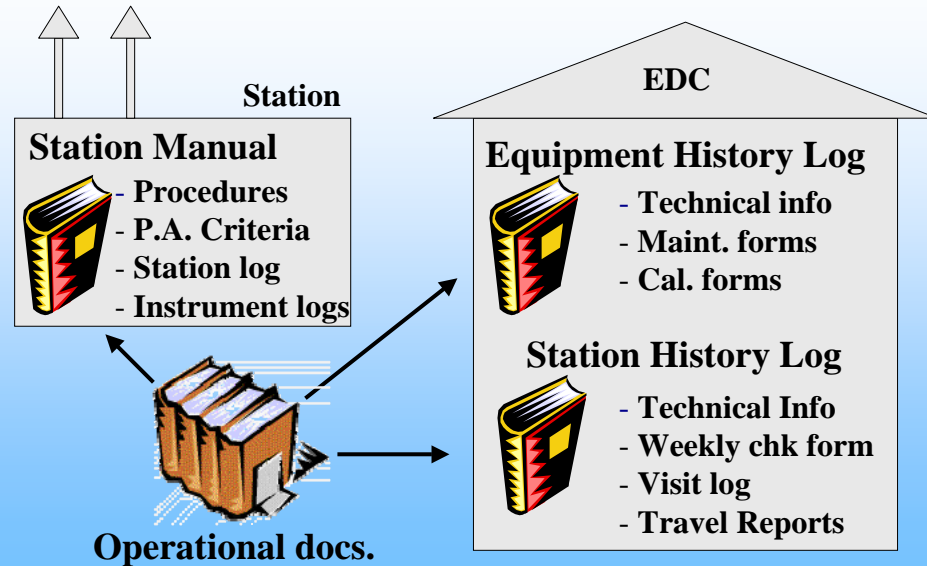 Station
Station Manual
- Procedures
- P.A. Criteria
- Station log
- Instrument logs
EDC
Equipment History Log
- Technical info
- Maint. forms
- Cal. forms
Station History Log
- Technical Info
- Weekly chk form
- Visit log
- Travel Reports
Operational docs.